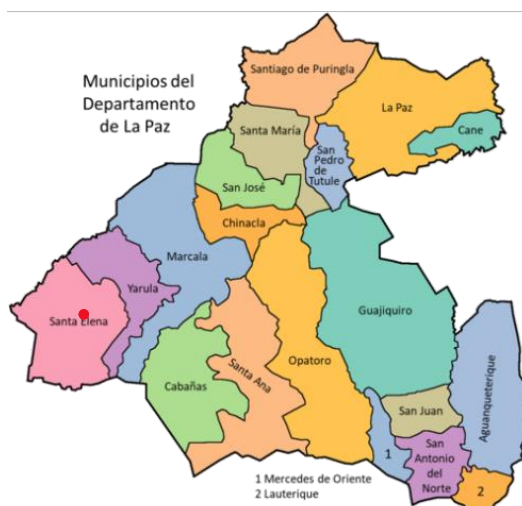 Municipios del
Departamento
de La Paz
Santiago de Puringla
La Paz
Cane
Santa María
San
Pedro
de
Tutule
San José
Chinacla
Marcala
Yarula
Santa Elena
Guajiquiro
Opatoro
Santa Ana
Cabañas
San Juan
Aguanqueterique
San
Antonio
del
Norte
1
2
1 Mercedes de Oriente
2 Lauterique